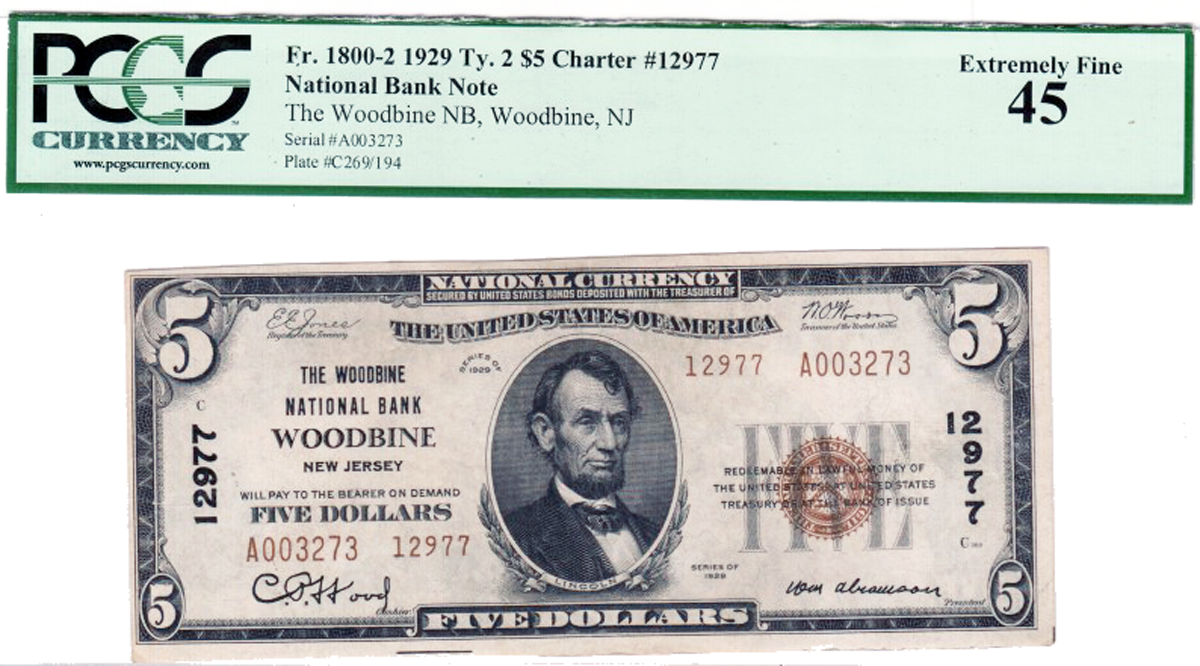 PCGS
CURRENCY
www.pcgscurrency.com
Fr. 1800-2 1929 Ty. 2 $5 Charter #12977
National Bank Note
The Woodbine NB, Woodbine, NJ
Serial #A003273
Plate #C269/194
Extremely Fine
45
NATIONAL CURRENCY
SECURED BY UNITED STATES BONDS DEPOSITED WITH THE TREASURER OF
THE UNITED STATES OF AMERICA
5
5
E.E. Jones
Register of the Treasury
Treasurer of the United States
SERIES OF
1929
12977 A003273
THE WOODBINE
NATIONAL BANK
WOODBINE
NEW JERSEY
C
12977
12977
WILL PAY TO THE BEARER ON DEMAND
FIVE DOLLARS
A003273 12977
FIVE
REDEEMABLE IN LAWFUL MONEY OF
THE UNITED STATES AT UNITED STATES
TREASURY OR AT THE BANK OF ISSUE
C
SERIES OF
1929
LINCOLN
C.P. Hood
Cashier
Wm Abramson
President
5
5
FIVE DOLLARS